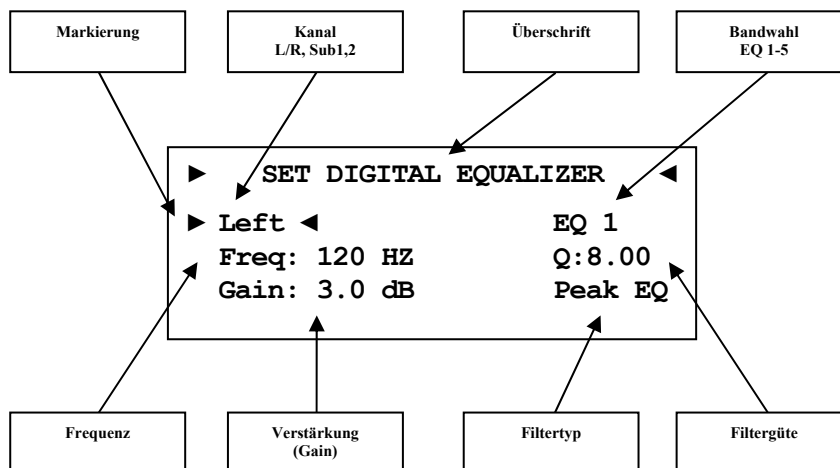 Markierung
Kanal
L/R, Sub1,2
Überschrift
Bandwahl
EQ 1-5
► SET DIGITAL EQUALIZER ◄
► Left ◄ EQ 1
Freq: 120 HZ Q:8.00
Gain: 3.0 dB Peak EQ
Frequenz
Verstärkung
(Gain)
Filtertyp
Filtergüte